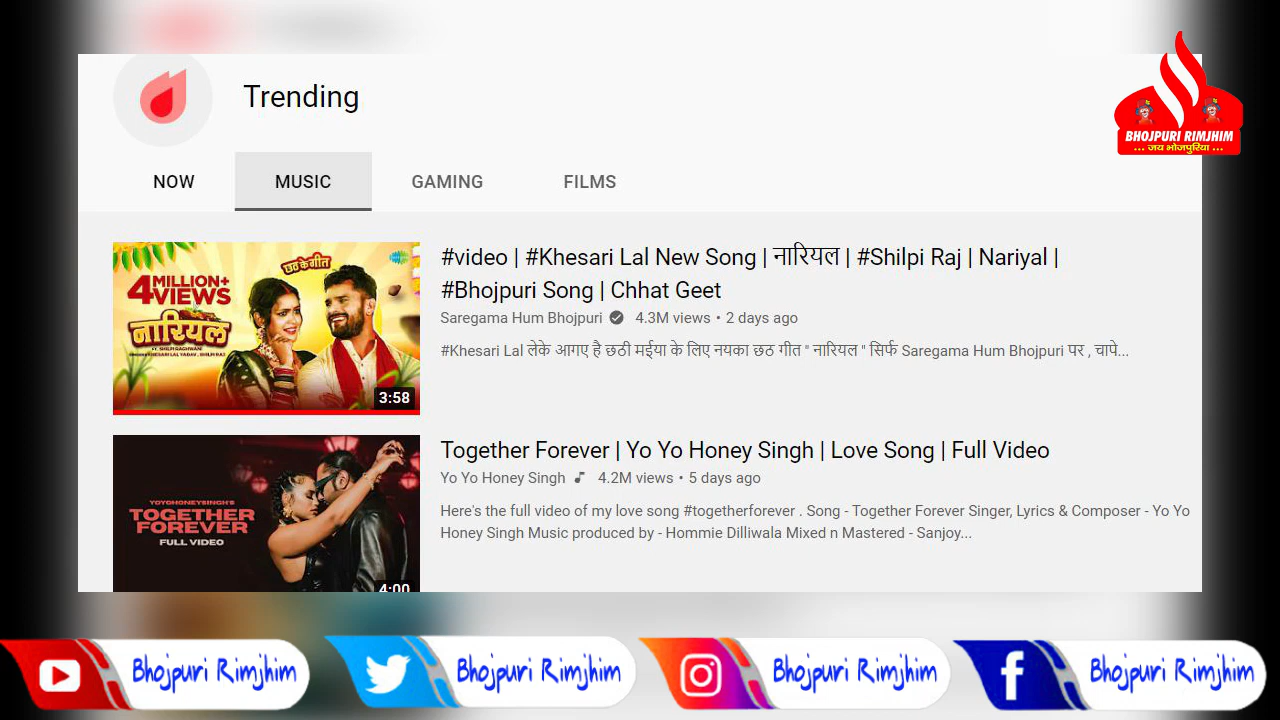 Trending
BHOJPURI RIMJHIM
... जय भोजपुरिया ...
NOW MUSIC GAMING FILMS
छठ के गीत
4 MILLION+
VIEWS
नारियल
3:58
#video | #Khesari Lal New Song | नारियल | #Shilpi Raj | Nariyal |
#Bhojpuri Song | Chhat Geet
Saregama Hum Bhojpuri 4.3M views • 2 days ago
#Khesari Lal लेके आगए है छठी मईया के लिए नयका छठ गीत " नारियल " सिर्फ Saregama Hum Bhojpuri पर , चापे...
YOYOHONEYSINGH'S
TOGETHER
FOREVER
FULL VIDEO
4:00
Together Forever | Yo Yo Honey Singh | Love Song | Full Video
Yo Yo Honey Singh 4.2M views • 5 days ago
Here's the full video of my love song #togetherforever . Song - Together Forever Singer, Lyrics & Composer - Yo Yo
Honey Singh Music produced by - Hommie Dilliwala Mixed n Mastered - Sanjoy...
Bhojpuri Rimjhim Bhojpuri Rimjhim Bhojpuri Rimjhim Bhojpuri Rimjhim